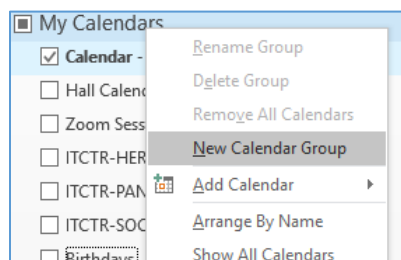 My Calendars
Calendar -
Rename Group
Hall Calend
Delete Group
Zoom Sess
Remove All Calendars
ITCTR-HER
New Calendar Group
ITCTR-PAN
Add Calendar
ITCTR-SOC
Arrange By Name
Birthdays
Show All Calendars